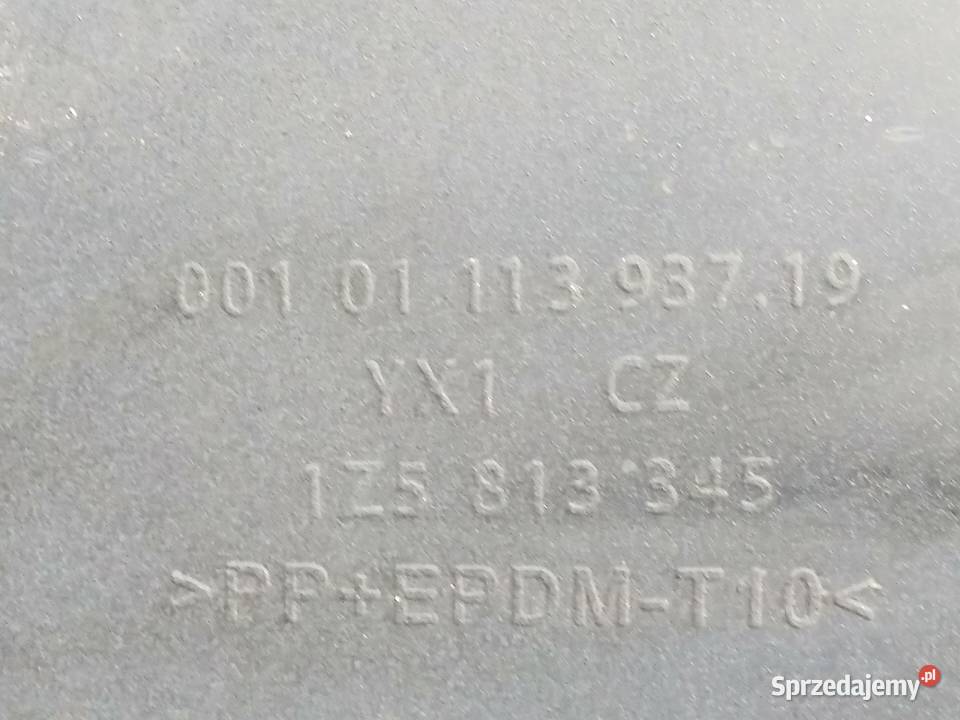 001 01 113 937.19
YX1 CZ
1Z5 813 345
>PP+EPDM-T10<
Sprzedajemy.pl